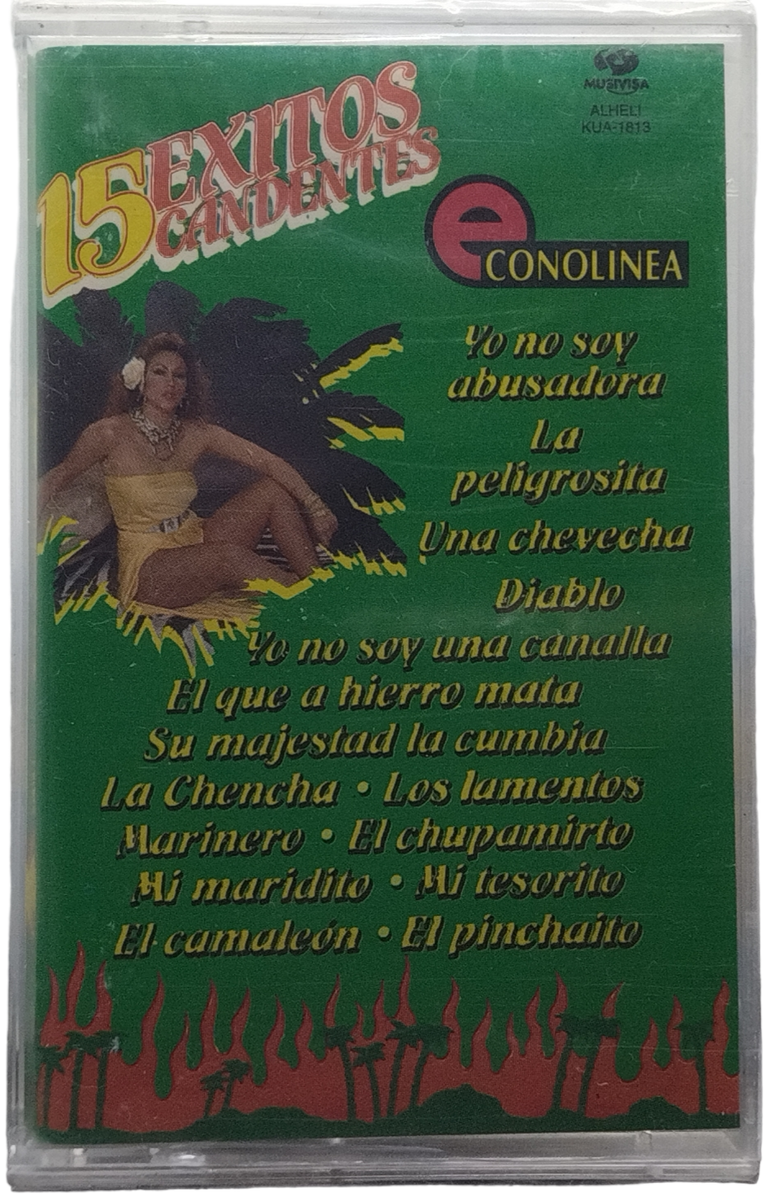 MUSIVISA
ALHELI
KUA-1813
15 EXITOS
CANDENTES
eCONOLINEA
Yo no soy
abusadora
La
peligrosita
Una chevecha
Diablo
Yo no soy una canalla
El que a hierro mata
Su majestad la cumbia
La Chencha • Los lamentos
Marinero • El chupamirto
Mi maridito • Mi tesorito
El camaleón • El pinchaito